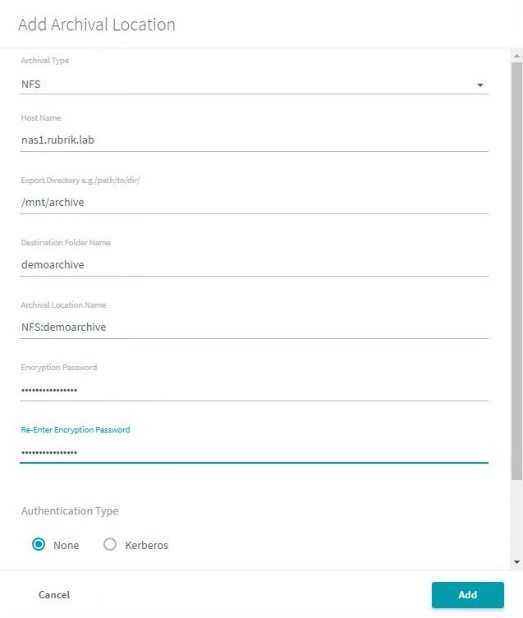 Add Archival Location
Archival Type
NFS
Host Name
nas1.rubrik.lab
Export Directory e.g./path/to/dir/
/mnt/archive
Destination Folder Name
demoarchive
Archival Location Name
NFS:demoarchive
Encryption Password
••••••••••••••••
Re-Enter Encryption Password
••••••••••••••••
Authentication Type
None Kerberos
Cancel Add